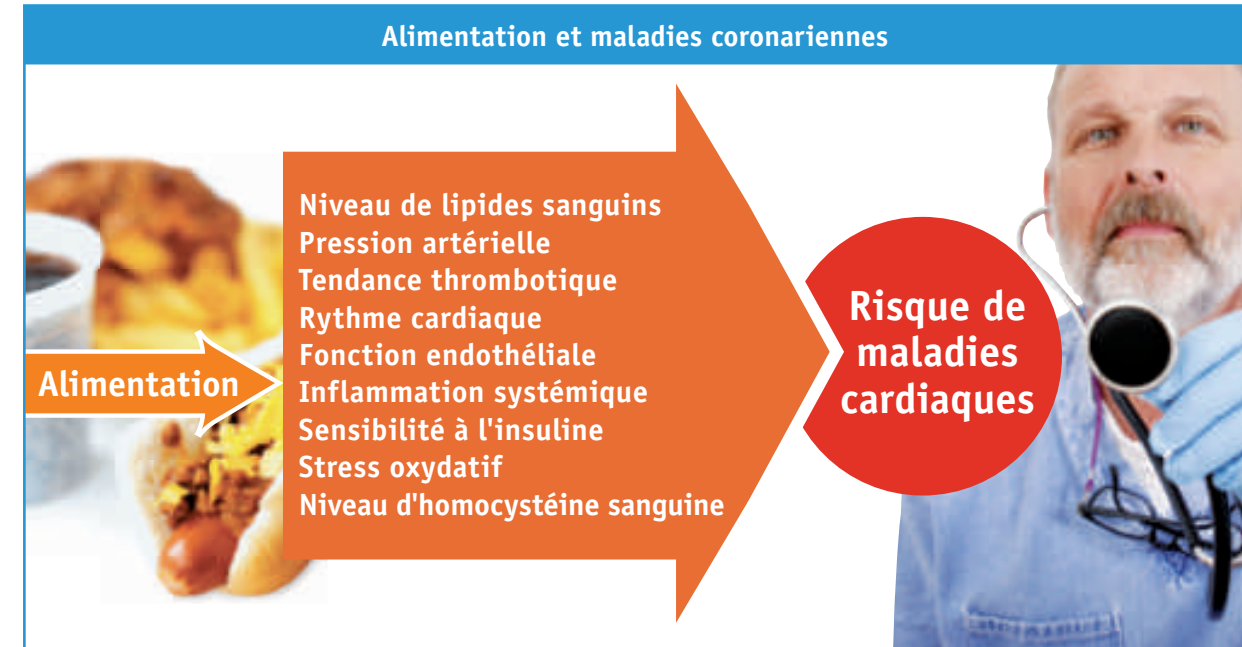 Alimentation et maladies coronariennes
Alimentation
Niveau de lipides sanguins
Pression artérielle
Tendance thrombotique
Rythme cardiaque
Fonction endothéliale
Inflammation systémique
Sensibilité à l'insuline
Stress oxydatif
Niveau d'homocystéine sanguine
Risque de
maladies
cardiaques